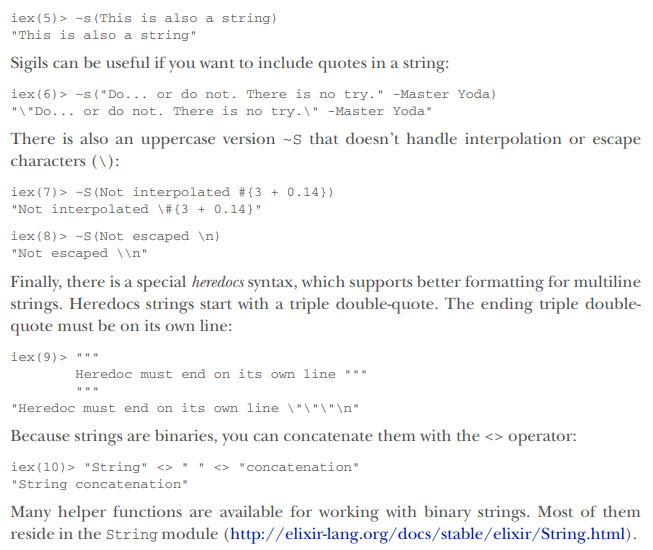 iex(5)> ~s(This is also a string)
"This is also a string"
Sigils can be useful if you want to include quotes in a string:
iex(6)> ~s("Do... or do not. There is no try." -Master Yoda)
"\"Do... or do not. There is no try.\" -Master Yoda"
There is also an uppercase version ~S that doesn’t handle interpolation or escape
characters (\):
iex(7)> ~S(Not interpolated #{3 + 0.14})
"Not interpolated \#{3 + 0.14}"
iex(8)> ~S(Not escaped \n)
"Not escaped \\n"
Finally, there is a special heredocs syntax, which supports better formatting for multiline
strings. Heredocs strings start with a triple double-quote. The ending triple double-
quote must be on its own line:
iex(9)> """
        Heredoc must end on its own line """
        """
"Heredoc must end on its own line \"\"\"\n"
Because strings are binaries, you can concatenate them with the <> operator:
iex(10)> "String" <> " " <> "concatenation"
"String concatenation"
Many helper functions are available for working with binary strings. Most of them
reside in the String module (http://elixir-lang.org/docs/stable/elixir/String.html).